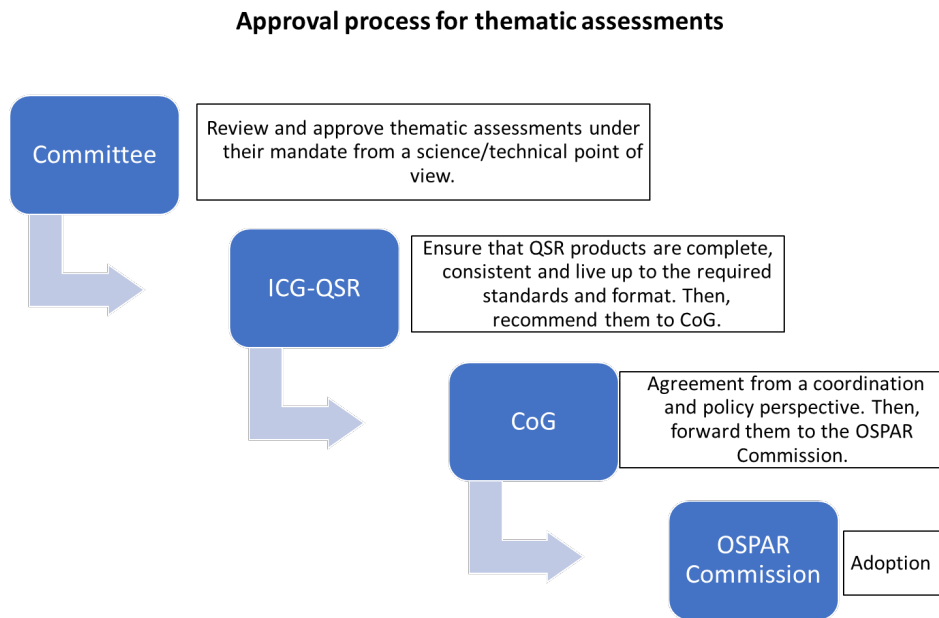 Approval process for thematic assessments
Committee
Review and approve thematic assessments under
their mandate from a science/technical point of
view.
ICG-QSR
Ensure that QSR products are complete,
consistent and live up to the required
standards and format. Then,
recommend them to CoG.
CoG
Agreement from a coordination
and policy perspective. Then,
forward them to the OSPAR
Commission.
OSPAR
Commission
Adoption